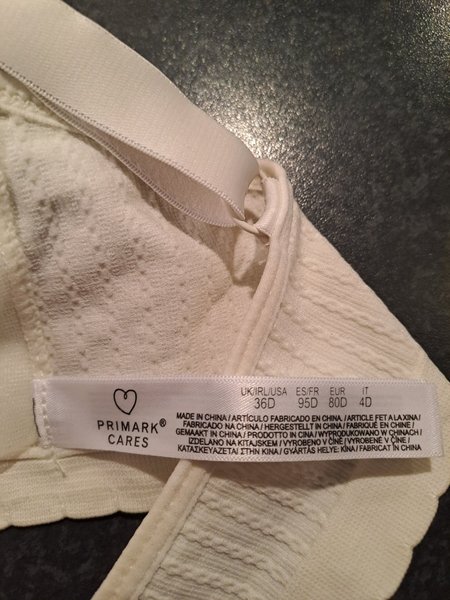 PRIMARK®
CARES
UK/IRL/USA ES/FR EUR IT
36D 95D 80D 4D
MADE IN CHINA / ARTÍCULO FABRICADO EN CHINA, / ARTICLE FET A LA XINA /
FABRICADO NA CHINA / HERGESTELLT IN CHINA / FABRIQUÉ EN CHINE /
GEMAAKT IN CHINA / PRODOTTO IN CINA / WYPRODUKOWANO W CHINACH /
IZDELANO NA KITAJSKEM / VYROBENO V ČÍNĚ / VYROBENÉ V ČÍNE /
ΚΑΤΑΣΚΕΥΑΖΕΤΑΙ ΣΤΗΝ ΚΙΝΑ / GYÁRTÁS HELYE: KÍNA / FABRICAT ÎN CHINA